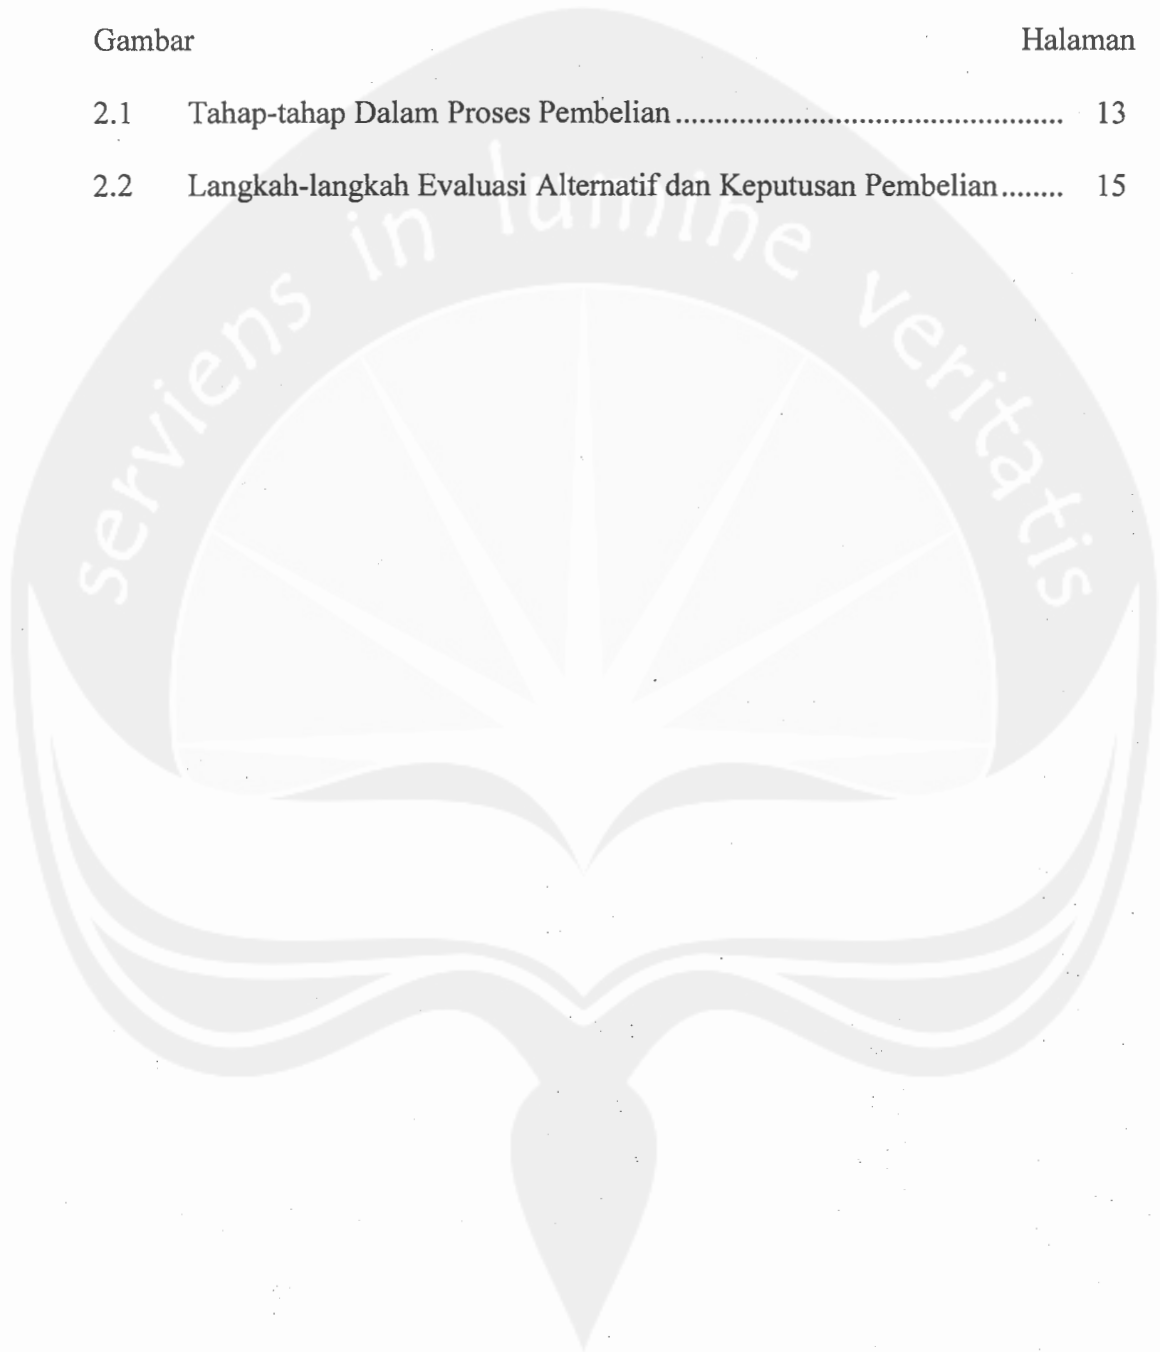 Gambar Halaman
2.1 Tahap-tahap Dalam Proses Pembelian................................................ 13
2.2 Langkah-langkah Evaluasi Alternatif dan Keputusan Pembelian........ 15
serviens in lumine veritatis